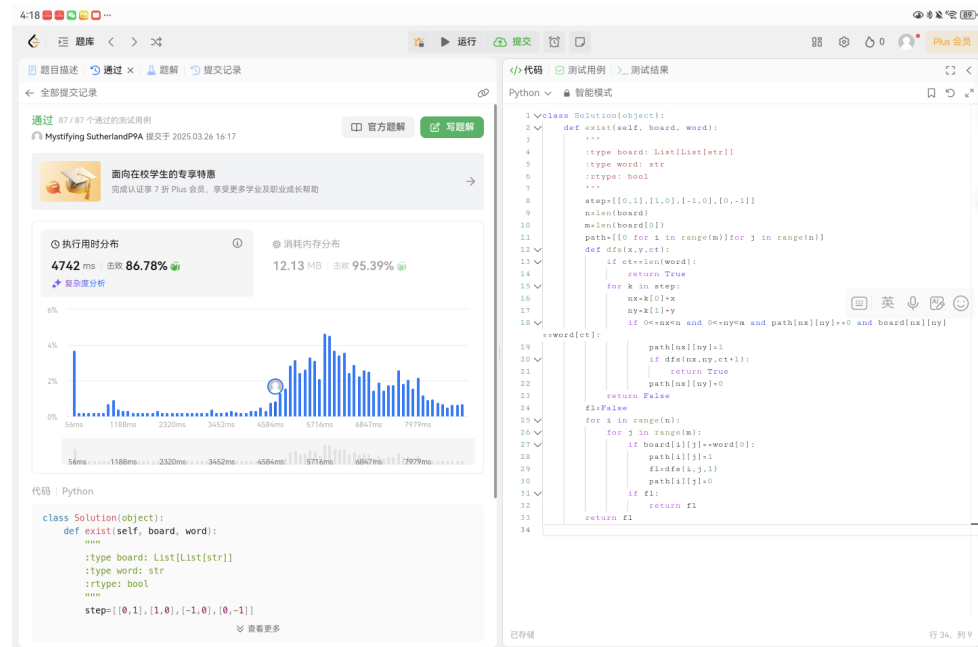 4:18
89
题库
运行
提交
0
Plus 会员
题目描述
通过
题解
提交记录
全部提交记录
通过 87 / 87 个通过的测试用例
Mystifying SutherlandP9A 提交于 2025.03.26 16:17
官方题解
写题解
面向在校学生的专享特惠
完成认证享 7 折 Plus 会员，享受更多学业及职业成长帮助
执行用时分布
4742 ms 击败 86.78%
复杂度分析
消耗内存分布
12.13 MB 击败 95.39%
6%
4%
2%
0%
56ms 1188ms 2320ms 3452ms 4584ms 5716ms 6847ms 7979ms
56ms 1188ms 2320ms 3452ms 4584ms 5716ms 6847ms 7979ms
代码 Python
class Solution(object):
def exist(self, board, word):
"""
:type board: List[List[str]]
:type word: str
:rtype: bool
"""
step=[[0,1],[1,0],[-1,0],[0,-1]]
查看更多
</>代码
测试用例
测试结果
Python
智能模式
1 class Solution(object):
2 def exist(self, board, word):
3 '''
4 :type board: List[List[str]]
5 :type word: str
6 :rtype: bool
7 '''
8 step=[[0,1],[1,0],[-1,0],[0,-1]]
9 n=len(board)
10 m=len(board[0])
11 path=[[0 for i in range(m)]for j in range(n)]
12 def dfs(x,y,ct):
13 if ct==len(word):
14 return True
15 for k in step:
16 nx=k[0]+x
17 ny=k[1]+y
18 if 0<=nx<n and 0<=ny<m and path[nx][ny]==0 and board[nx][ny]
==word[ct]:
19 path[nx][ny]=1
20 if dfs(nx,ny,ct+1):
21 return True
22 path[nx][ny]=0
23 return False
24 fl=False
25 for i in range(n):
26 for j in range(m):
27 if board[i][j]==word[0]:
28 path[i][j]=1
29 fl=dfs(i,j,1)
30 path[i][j]=0
31 if fl:
32 return fl
33 return fl
34
英
已存储
行 34，列 9